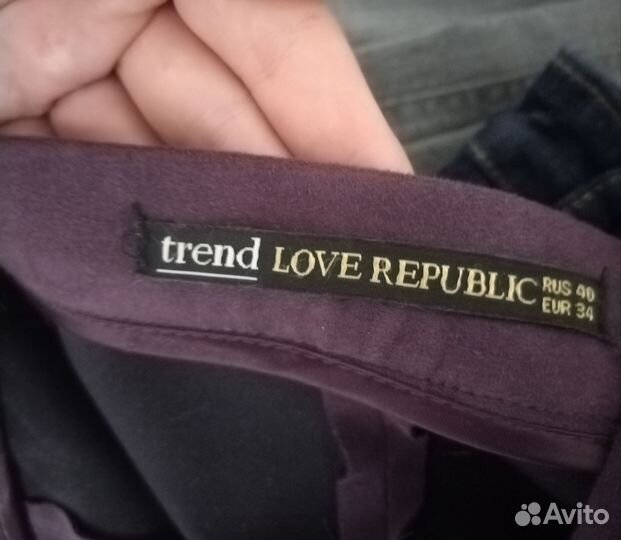 trend LOVE REPUBLIC RUS 40
EUR 34
Avito